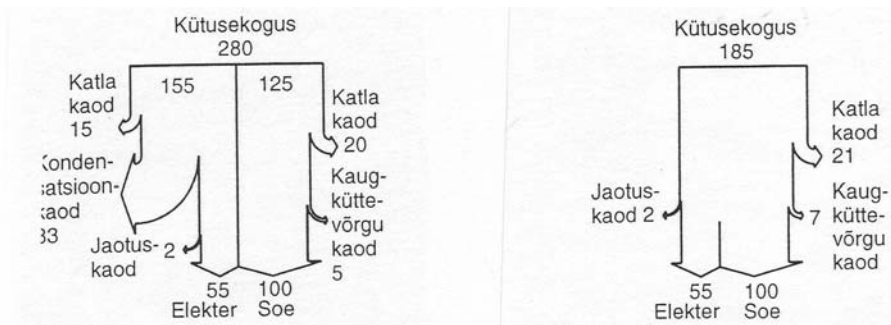 Kütusekogus
280
155
125
Katla
kaod
15
Katla
kaod
20
Konden-
satsioon-
kaod
83
Kaug-
kütte-
võrgu
kaod
5
Jaotus-
kaod
2
55
100
Elekter Soe
Kütusekogus
185
Katla
kaod
21
Jaotus-
kaod 2
7
Kaug-
kütte-
võrgu
kaod
55
100
Elekter Soe